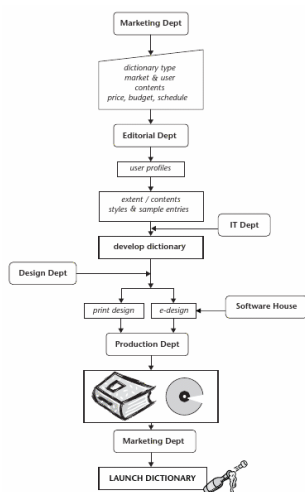 Marketing Dept
dictionary type
market & user
contents
price, budget, schedule
Editorial Dept
user profiles
extent / contents
styles & sample entries
IT Dept
develop dictionary
Design Dept
print design
e-design
Software House
Production Dept
Marketing Dept
LAUNCH DICTIONARY